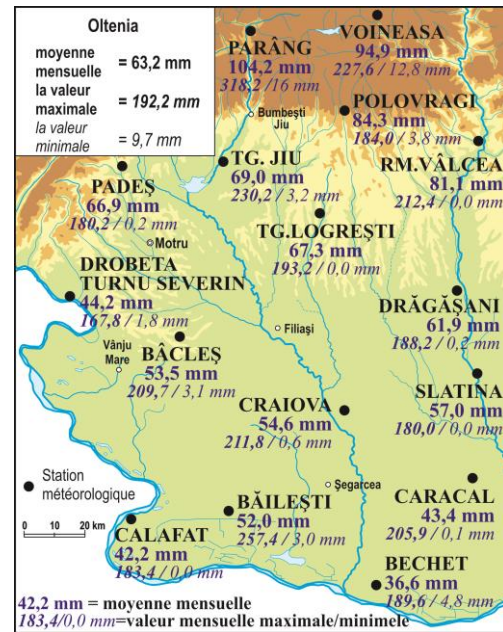 Oltenia
moyenne
mensuelle = 63,2 mm
la valeur
maximale = 192,2 mm
la valeur
minimale = 9,7 mm
PARÂNG
104,2 mm
318,2 /16 mm
VOINEASA
94,9 mm
227,6 / 12,8 mm
Bumbești
Jiu
POLOVRAGI
84,3 mm
184,0 / 3,8 mm
TG. JIU
69,0 mm
230,2 / 3,2 mm
RM.VÂLCEA
81,1 mm
212,4 / 0,0 mm
PADEȘ
66,9 mm
180,2 / 0,2 mm
Motru
TG.LOGREȘTI
67,3 mm
193,2 / 0,0 mm
DROBETA
TURNU SEVERIN
44,2 mm
167,8 / 1,8 mm
DRĂGĂȘANI
61,9 mm
188,2 / 0,2 mm
Filiași
Vânju
Mare
BÂCLEȘ
53,5 mm
209,7 / 3,1 mm
SLATINA
57,0 mm
180,0 / 0,0 mm
CRAIOVA
54,6 mm
211,8 / 0,6 mm
Station
météorologique
Șegarcea
CARACAL
43,4 mm
205,9 / 0,1 mm
0 10 20 km
BĂILEȘTI
52,0 mm
257,4 / 3,0 mm
CALAFAT
42,2 mm
183,4 / 0,0 mm
BECHET
36,6 mm
189,6 / 4,8 mm
42,2 mm = moyenne mensuelle
183,4/0,0 mm=valeur mensuelle maximale/minimele